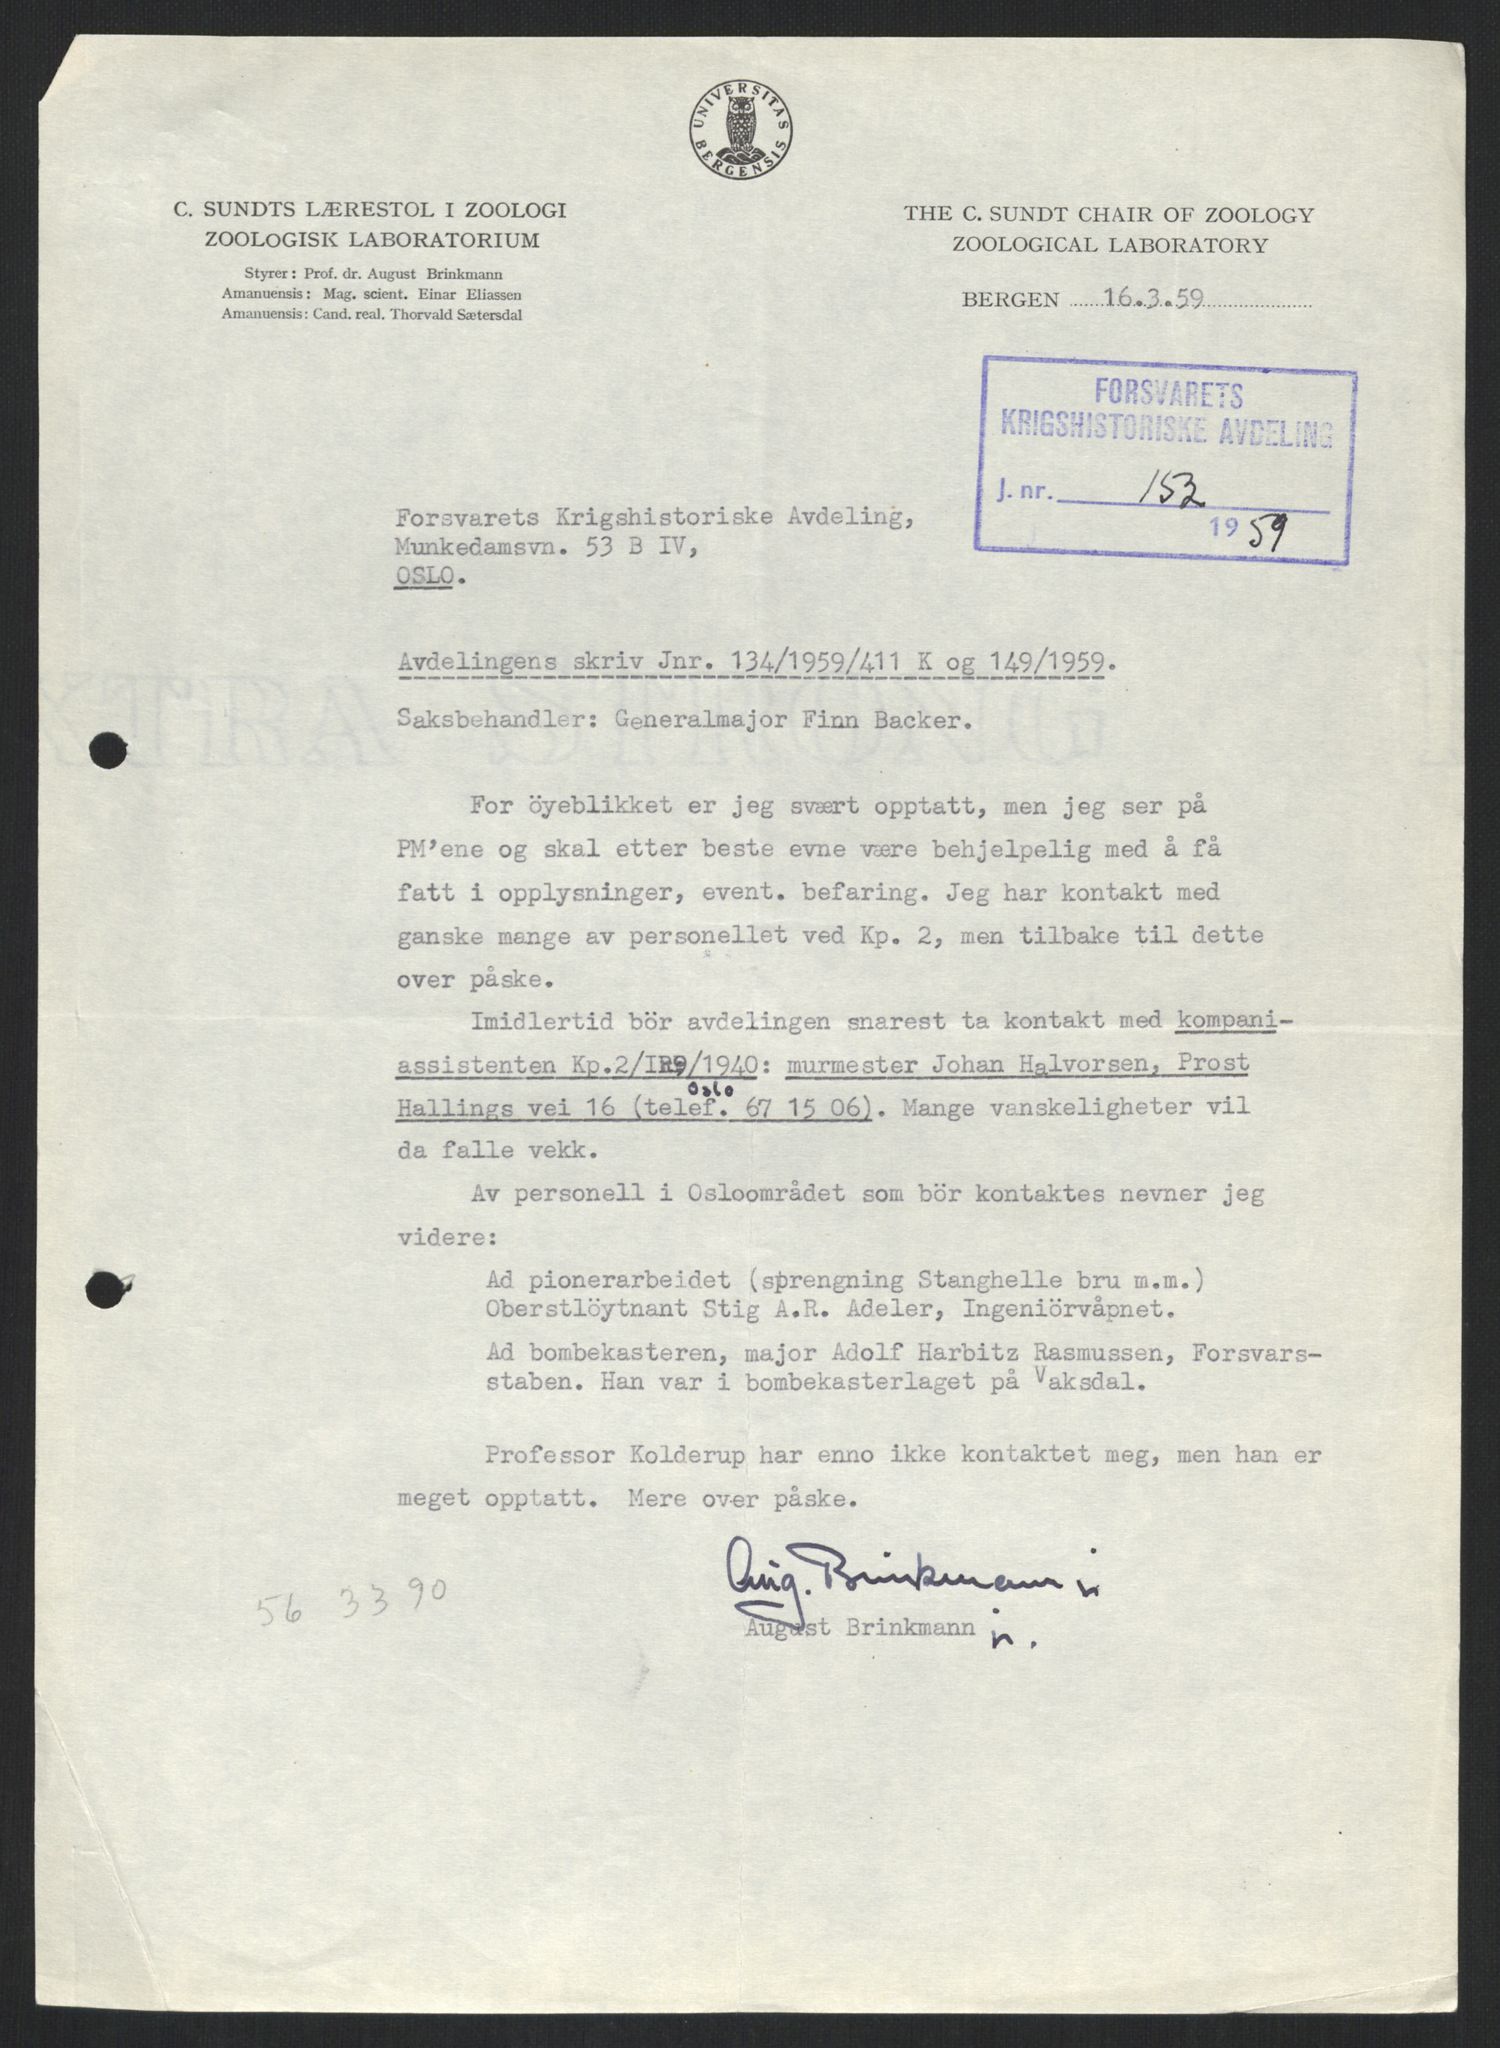 UNIVERSITAS BERGENSIS
C. SUNDTS LÆRESTOL I ZOOLOGI
ZOOLOGISK LABORATORIUM
Styrer: Prof. dr. August Brinkmann
Amanuensis: Mag. scient. Einar Eliassen
Amanuensis: Cand. real. Thorvald Sætersdal
THE C. SUNDT CHAIR OF ZOOLOGY
ZOOLOGICAL LABORATORY
BERGEN 16.3.59
FORSVARETS
KRIGSHISTORISKE AVDELING
J. nr. 152
1959
Forsvarets Krigshistoriske Avdeling,
Munkedamsvn. 53 B IV,
OSLO.
Avdelingens skriv Jnr. 134/1959/411 K og 149/1959.
Saksbehandler: Generalmajor Finn Backer.
For öyeblikket er jeg svært opptatt, men jeg ser på
PM'ene og skal etter beste evne være behjelpelig med å få
fatt i opplysninger, event. befaring. Jeg har kontakt med
ganske mange av personellet ved Kp. 2, men tilbake til dette
over påske.
Imidlertid bör avdelingen snarest ta kontakt med kompani-
assistenten Kp.2/IR9/1940: murmester Johan Halvorsen, Prost
Oslo
Hallings vei 16 (telef. 67 15 06). Mange vanskeligheter vil
da falle vekk.
Av personell i Osloområdet som bör kontaktes nevner jeg
videre:
Ad pionerarbeidet (sprengning Stanghelle bru m.m.)
Oberstlöytnant Stig A.R. Adeler, Ingeniörvåpnet.
Ad bombekasteren, major Adolf Harbitz Rasmussen, Forsvars-
staben. Han var i bombekasterlaget på Vaksdal.
Professor Kolderup har enno ikke kontaktet meg, men han er
meget opptatt. Mere over påske.
Aug. Brinkmann jr
August Brinkmann jr.
56 33 90